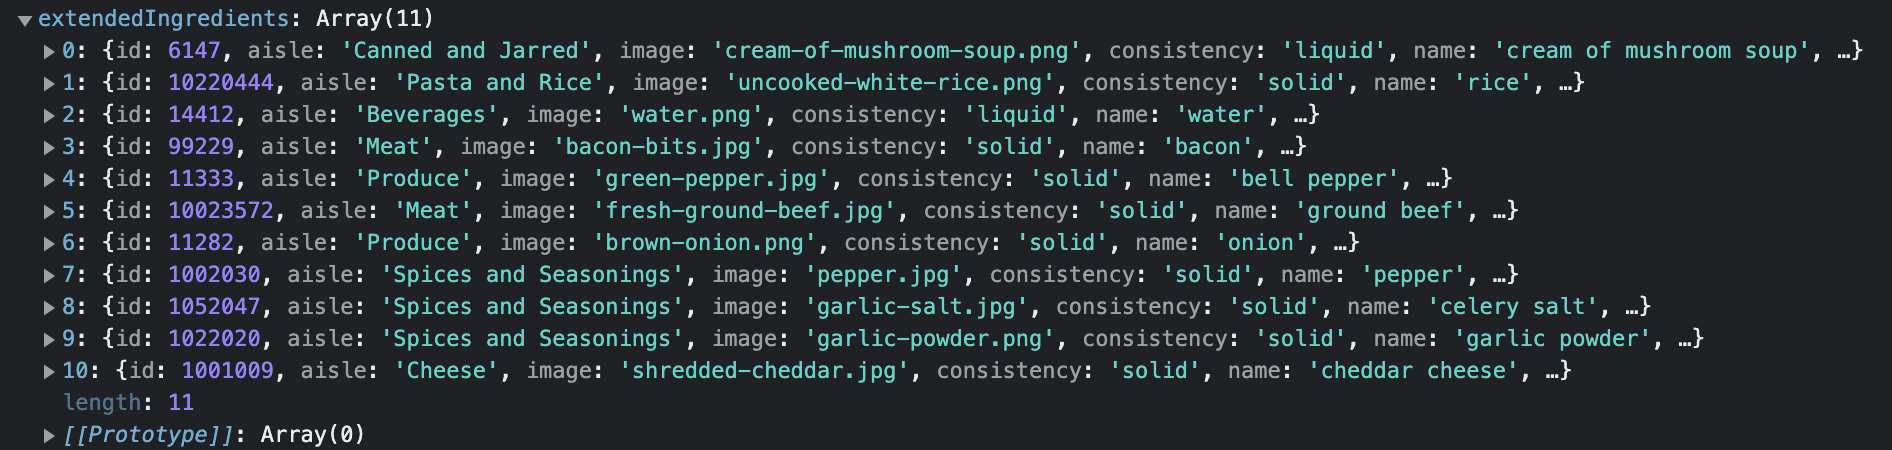 ▼extendedIngredients: Array(11)
▶0: {id: 6147, aisle: 'Canned and Jarred', image: 'cream-of-mushroom-soup.png', consistency: 'liquid', name: 'cream of mushroom soup', …}
▶1: {id: 10220444, aisle: 'Pasta and Rice', image: 'uncooked-white-rice.png', consistency: 'solid', name: 'rice', …}
▶2: {id: 14412, aisle: 'Beverages', image: 'water.png', consistency: 'liquid', name: 'water', …}
▶3: {id: 99229, aisle: 'Meat', image: 'bacon-bits.jpg', consistency: 'solid', name: 'bacon', …}
▶4: {id: 11333, aisle: 'Produce', image: 'green-pepper.jpg', consistency: 'solid', name: 'bell pepper', …}
▶5: {id: 10023572, aisle: 'Meat', image: 'fresh-ground-beef.jpg', consistency: 'solid', name: 'ground beef', …}
▶6: {id: 11282, aisle: 'Produce', image: 'brown-onion.png', consistency: 'solid', name: 'onion', …}
▶7: {id: 1002030, aisle: 'Spices and Seasonings', image: 'pepper.jpg', consistency: 'solid', name: 'pepper', …}
▶8: {id: 1052047, aisle: 'Spices and Seasonings', image: 'garlic-salt.jpg', consistency: 'solid', name: 'celery salt', …}
▶9: {id: 1022020, aisle: 'Spices and Seasonings', image: 'garlic-powder.png', consistency: 'solid', name: 'garlic powder', …}
▶10: {id: 1001009, aisle: 'Cheese', image: 'shredded-cheddar.jpg', consistency: 'solid', name: 'cheddar cheese', …}
length: 11
▶[[Prototype]]: Array(0)